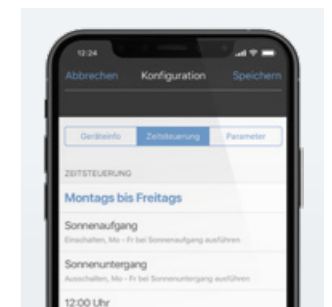 12:24
Abbrechen Konfiguration Speichern
Geräteinfo Zeitsteuerung Parameter
ZEITSTEUERUNG
Montags bis Freitags
Sonnenaufgang
Einschalten, Mo - Fr bei Sonnenaufgang ausführen
Sonnenuntergang
Ausschalten, Mo - Fr bei Sonnenuntergang ausführen
12:00 Uhr